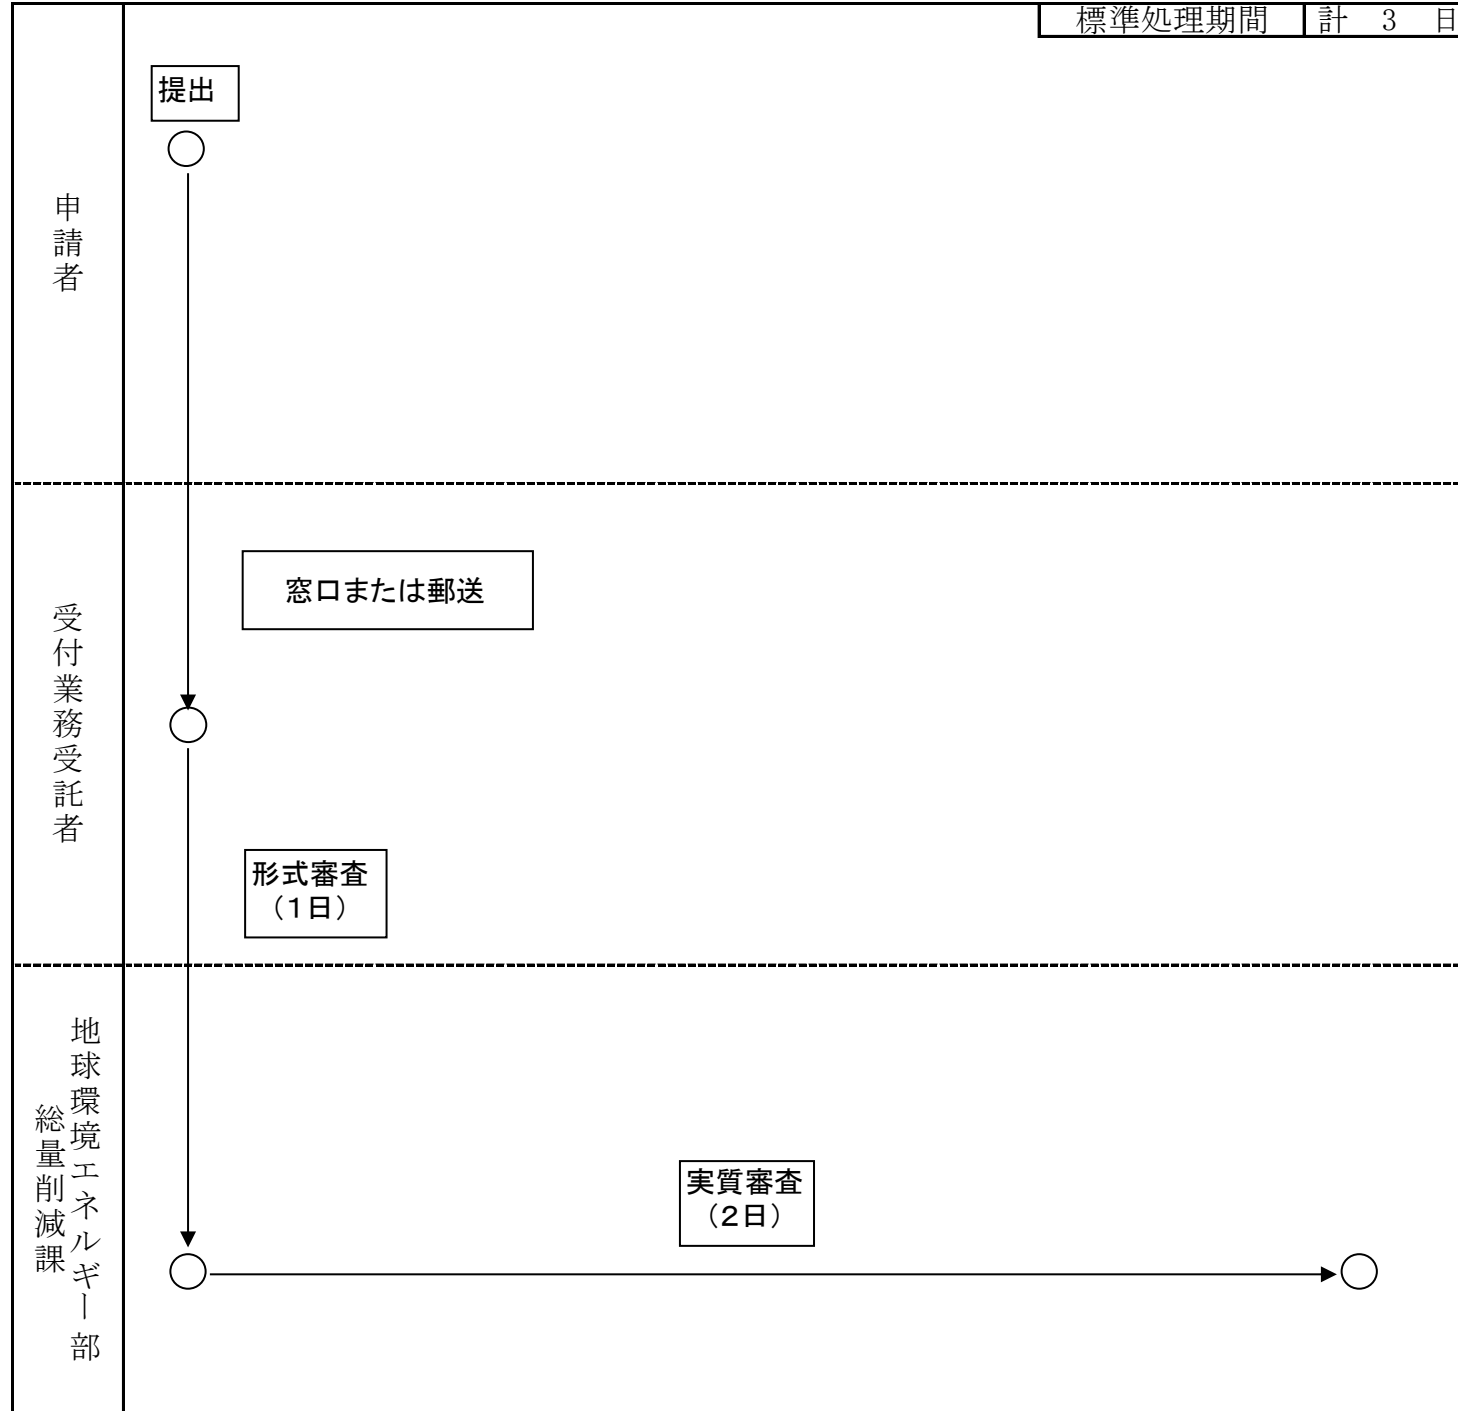 標準処理期間 計 3 日
提出
申請者
窓口または郵送
受付業務受託者
形式審査
（1日）
地球環境エネルギー部
総量削減課
実質審査
（2日）